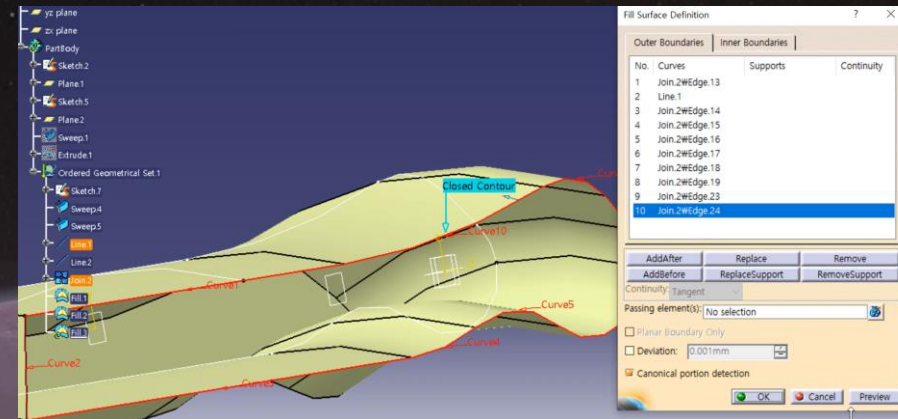 yz plane
zx plane
PartBody
Sketch.2
Plane.1
Sketch.5
Plane.2
Sweep.1
Extrude.1
Ordered Geometrical Set.1
Sketch.7
Sweep.4
Sweep.5
Line.1
Line.2
Join.2
Fill.1
Fill.2
Fill.3
Closed Contour
Curve10
Curve1
Curve5
Curve4
Curve2
Fill Surface Definition ? ×
Outer Boundaries Inner Boundaries
No. Curves Supports Continuity
1 Join.2₩Edge.13
2 Line.1
3 Join.2₩Edge.14
4 Join.2₩Edge.15
5 Join.2₩Edge.16
6 Join.2₩Edge.17
7 Join.2₩Edge.18
8 Join.2₩Edge.19
9 Join.2₩Edge.23
10 Join.2₩Edge.24
AddAfter Replace Remove
AddBefore ReplaceSupport RemoveSupport
Continuity: Tangent
Passing element(s): No selection
Planar Boundary Only
Deviation: 0.001mm
Canonical portion detection
OK Cancel Preview